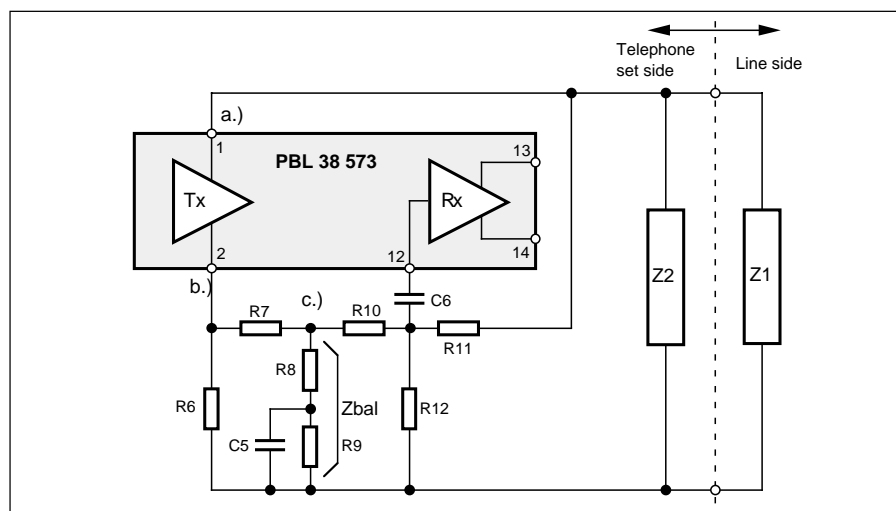 Telephone
set side
Line side
a.)
1
PBL 38 573
13
Tx
Rx
2
12
14
b.)
c.)
C6
Z2
Z1
R7
R10
R11
R8
R6
Zbal
R12
C5
R9